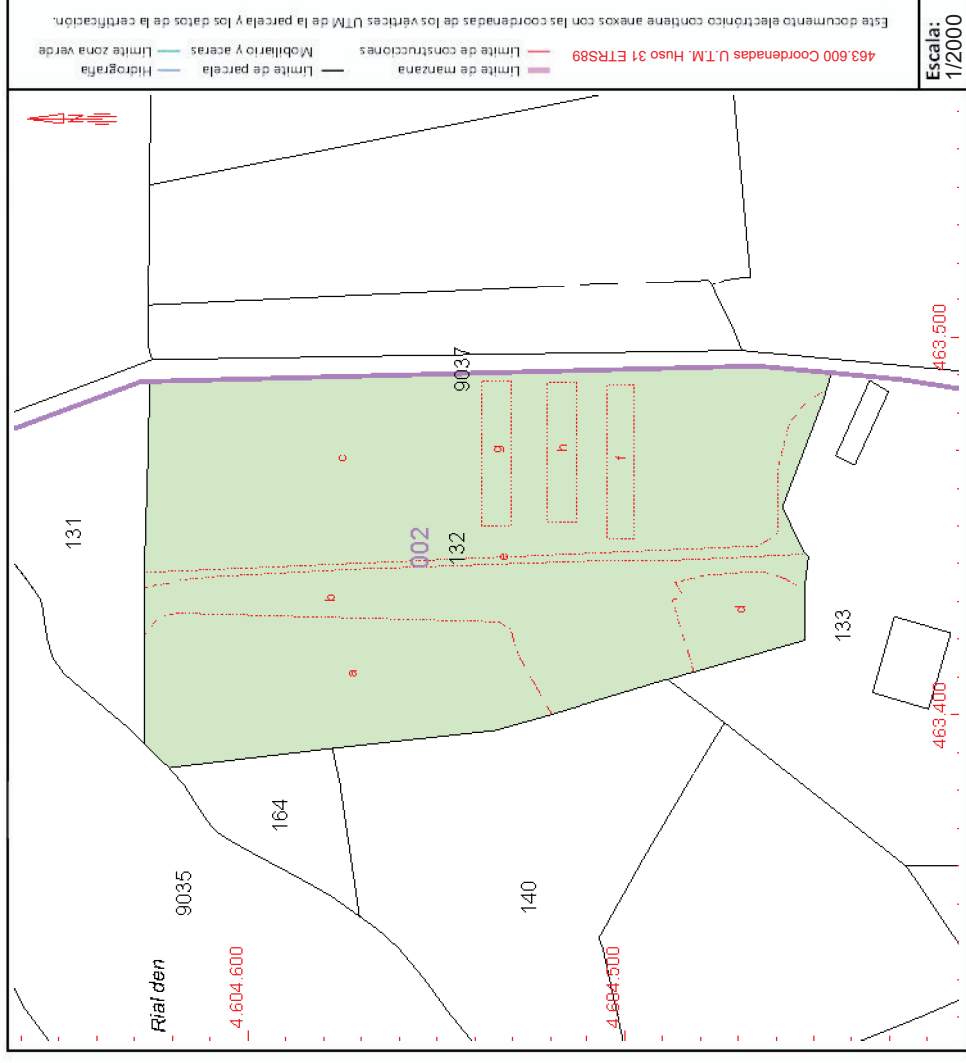 Este documento electrónico contiene anexos con las coordenadas de los vértices UTM de la parcela y los datos de la certificación.
463.600 Coordenadas U.T.M. Huso 31 ETRS89
Límite de manzana
Límite de construcciones
Límite de parcela
Mobiliario y aceras
Hidrografía
Límite zona verde
Escala:
1/2000
463.500
463.400
4.604.600
4.604.500
131
9037
c
g
h
f
002
132
e
b
a
d
133
164
9035
140
Rial den